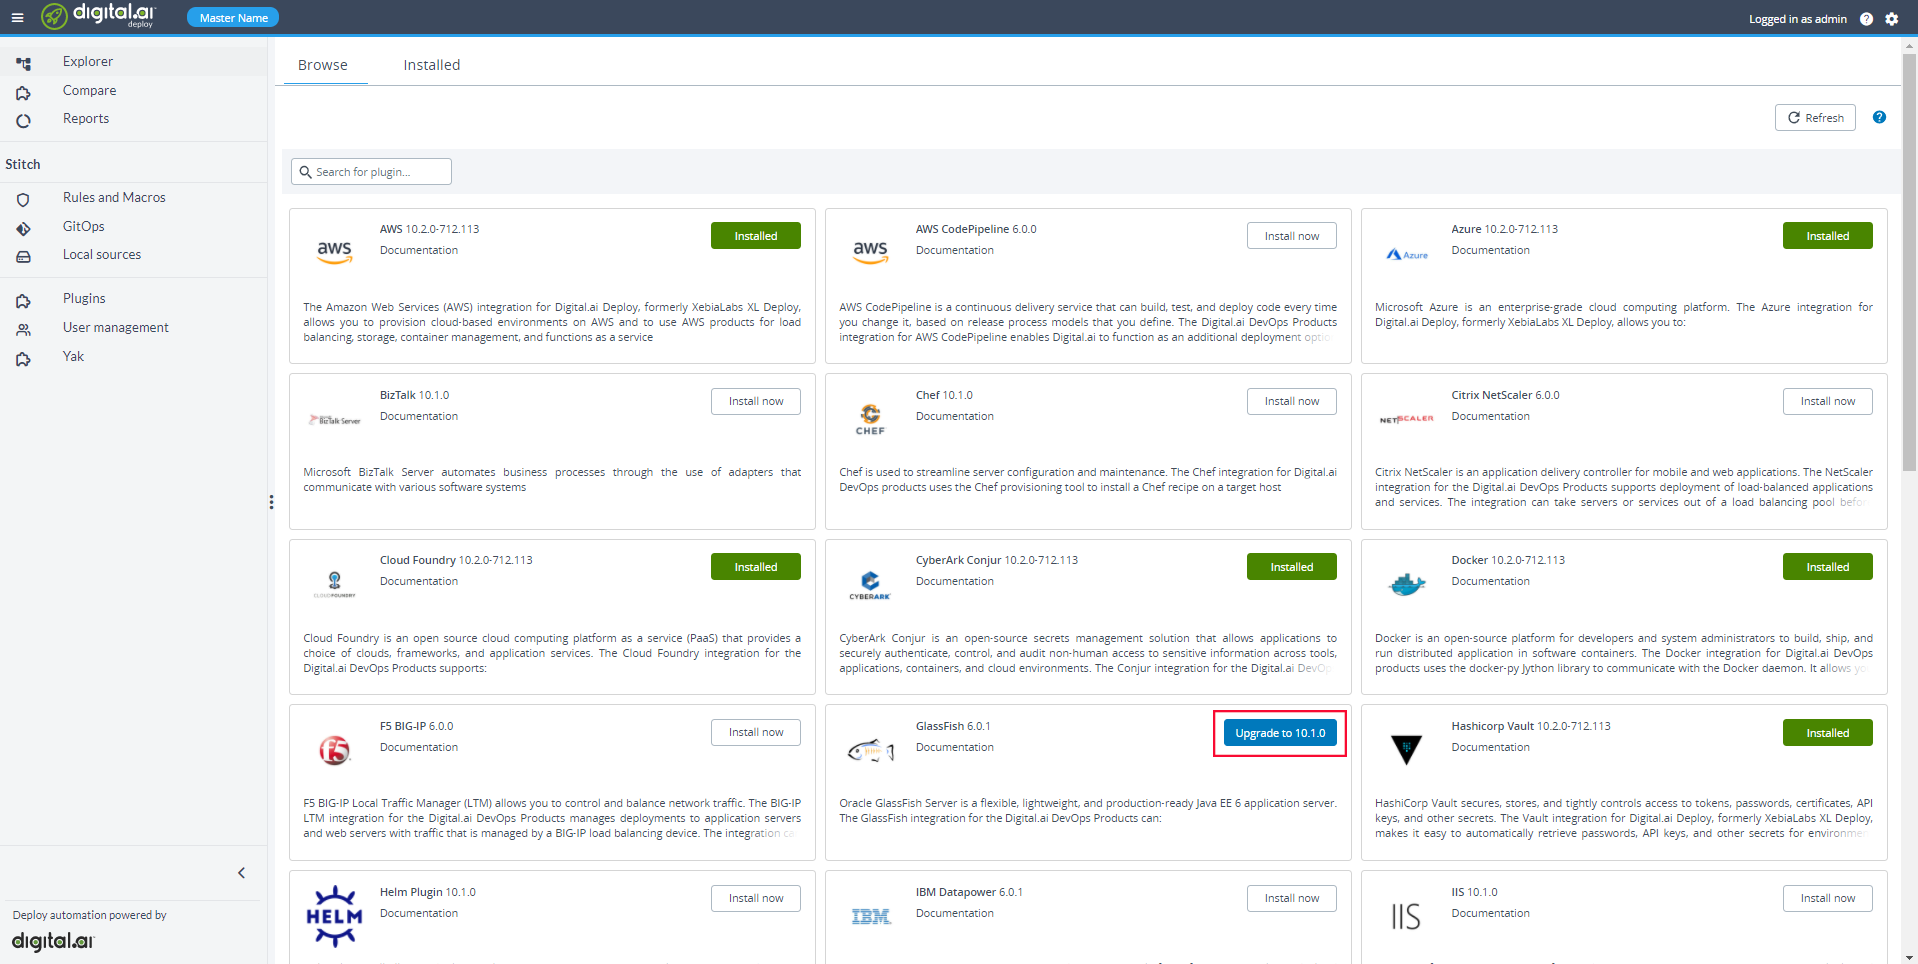 digital.ai
deploy
Master Name
Logged in as admin
Explorer
Compare
Reports
Stitch
Rules and Macros
GitOps
Local sources
Plugins
User management
Yak
Deploy automation powered by
digital.ai
Browse
Installed
Refresh
Search for plugin...
aws
AWS 10.2.0-712.113
Documentation
Installed
The Amazon Web Services (AWS) integration for Digital.ai Deploy, formerly XebiaLabs XL Deploy,
allows you to provision cloud-based environments on AWS and to use AWS products for load
balancing, storage, container management, and functions as a service
aws
AWS CodePipeline 6.0.0
Documentation
Install now
AWS CodePipeline is a continuous delivery service that can build, test, and deploy code every time
you change it, based on release process models that you define. The Digital.ai DevOps Products
integration for AWS CodePipeline enables Digital.ai to function as an additional deployment optio
Azure
Azure 10.2.0-712.113
Documentation
Installed
Microsoft Azure is an enterprise-grade cloud computing platform. The Azure integration for
Digital.ai Deploy, formerly XebiaLabs XL Deploy, allows you to:
BizTalk Server
BizTalk 10.1.0
Documentation
Install now
Microsoft BizTalk Server automates business processes through the use of adapters that
communicate with various software systems
CHEF
Chef 10.1.0
Documentation
Install now
Chef is used to streamline server configuration and maintenance. The Chef integration for Digital.ai
DevOps products uses the Chef provisioning tool to install a Chef recipe on a target host
NETSCALER
Citrix NetScaler 6.0.0
Documentation
Install now
Citrix NetScaler is an application delivery controller for mobile and web applications. The NetScaler
integration for the Digital.ai DevOps Products supports deployment of load-balanced applications
and services. The integration can take servers or services out of a load balancing pool before
CLOUDFOUNDRY
Cloud Foundry 10.2.0-712.113
Documentation
Installed
Cloud Foundry is an open source cloud computing platform as a service (PaaS) that provides a
choice of clouds, frameworks, and application services. The Cloud Foundry integration for the
Digital.ai DevOps Products supports:
CYBERARK
CyberArk Conjur 10.2.0-712.113
Documentation
Installed
CyberArk Conjur is an open-source secrets management solution that allows applications to
securely authenticate, control, and audit non-human access to sensitive information across tools,
applications, containers, and cloud environments. The Conjur integration for the Digital.ai DevOp
Docker 10.2.0-712.113
Documentation
Installed
Docker is an open-source platform for developers and system administrators to build, ship, and
run distributed application in software containers. The Docker integration for Digital.ai DevOps
products uses the docker-py Jython library to communicate with the Docker daemon. It allows yo
f5
F5 BIG-IP 6.0.0
Documentation
Install now
F5 BIG-IP Local Traffic Manager (LTM) allows you to control and balance network traffic. The BIG-IP
LTM integration for the Digital.ai DevOps Products manages deployments to application servers
and web servers with traffic that is managed by a BIG-IP load balancing device. The integration ca
GlassFish 6.0.1
Documentation
Upgrade to 10.1.0
Oracle GlassFish Server is a flexible, lightweight, and production-ready Java EE 6 application server.
The GlassFish integration for the Digital.ai DevOps Products can:
Hashicorp Vault 10.2.0-712.113
Documentation
Installed
HashiCorp Vault secures, stores, and tightly controls access to tokens, passwords, certificates, API
keys, and other secrets. The Vault integration for Digital.ai Deploy, formerly XebiaLabs XL Deploy,
makes it easy to automatically retrieve passwords, API keys, and other secrets for environmen
HELM
Helm Plugin 10.1.0
Documentation
Install now
IBM
IBM Datapower 6.0.1
Documentation
Install now
IIS
IIS 10.1.0
Documentation
Install now